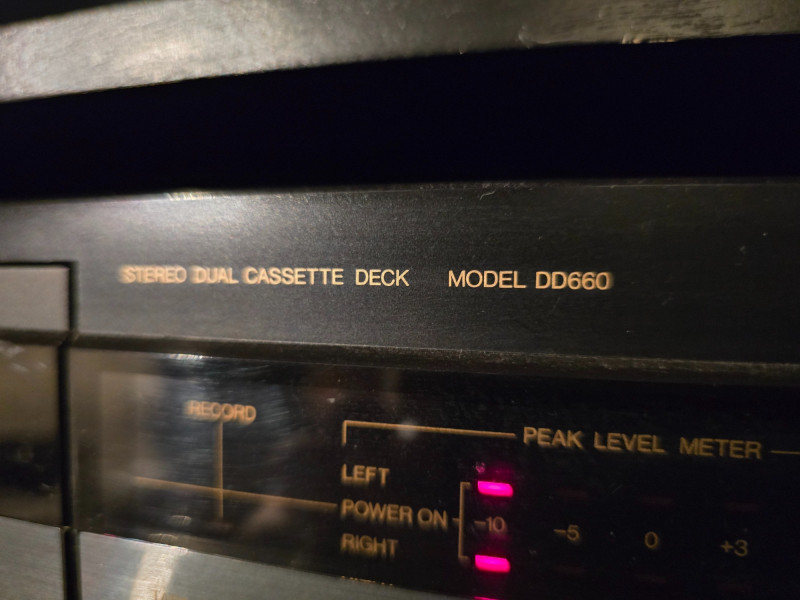 STEREO DUAL CASSETTE DECK MODEL DD660
RECORD
PEAK LEVEL METER
LEFT
POWER ON -10 -5 0 +3
RIGHT